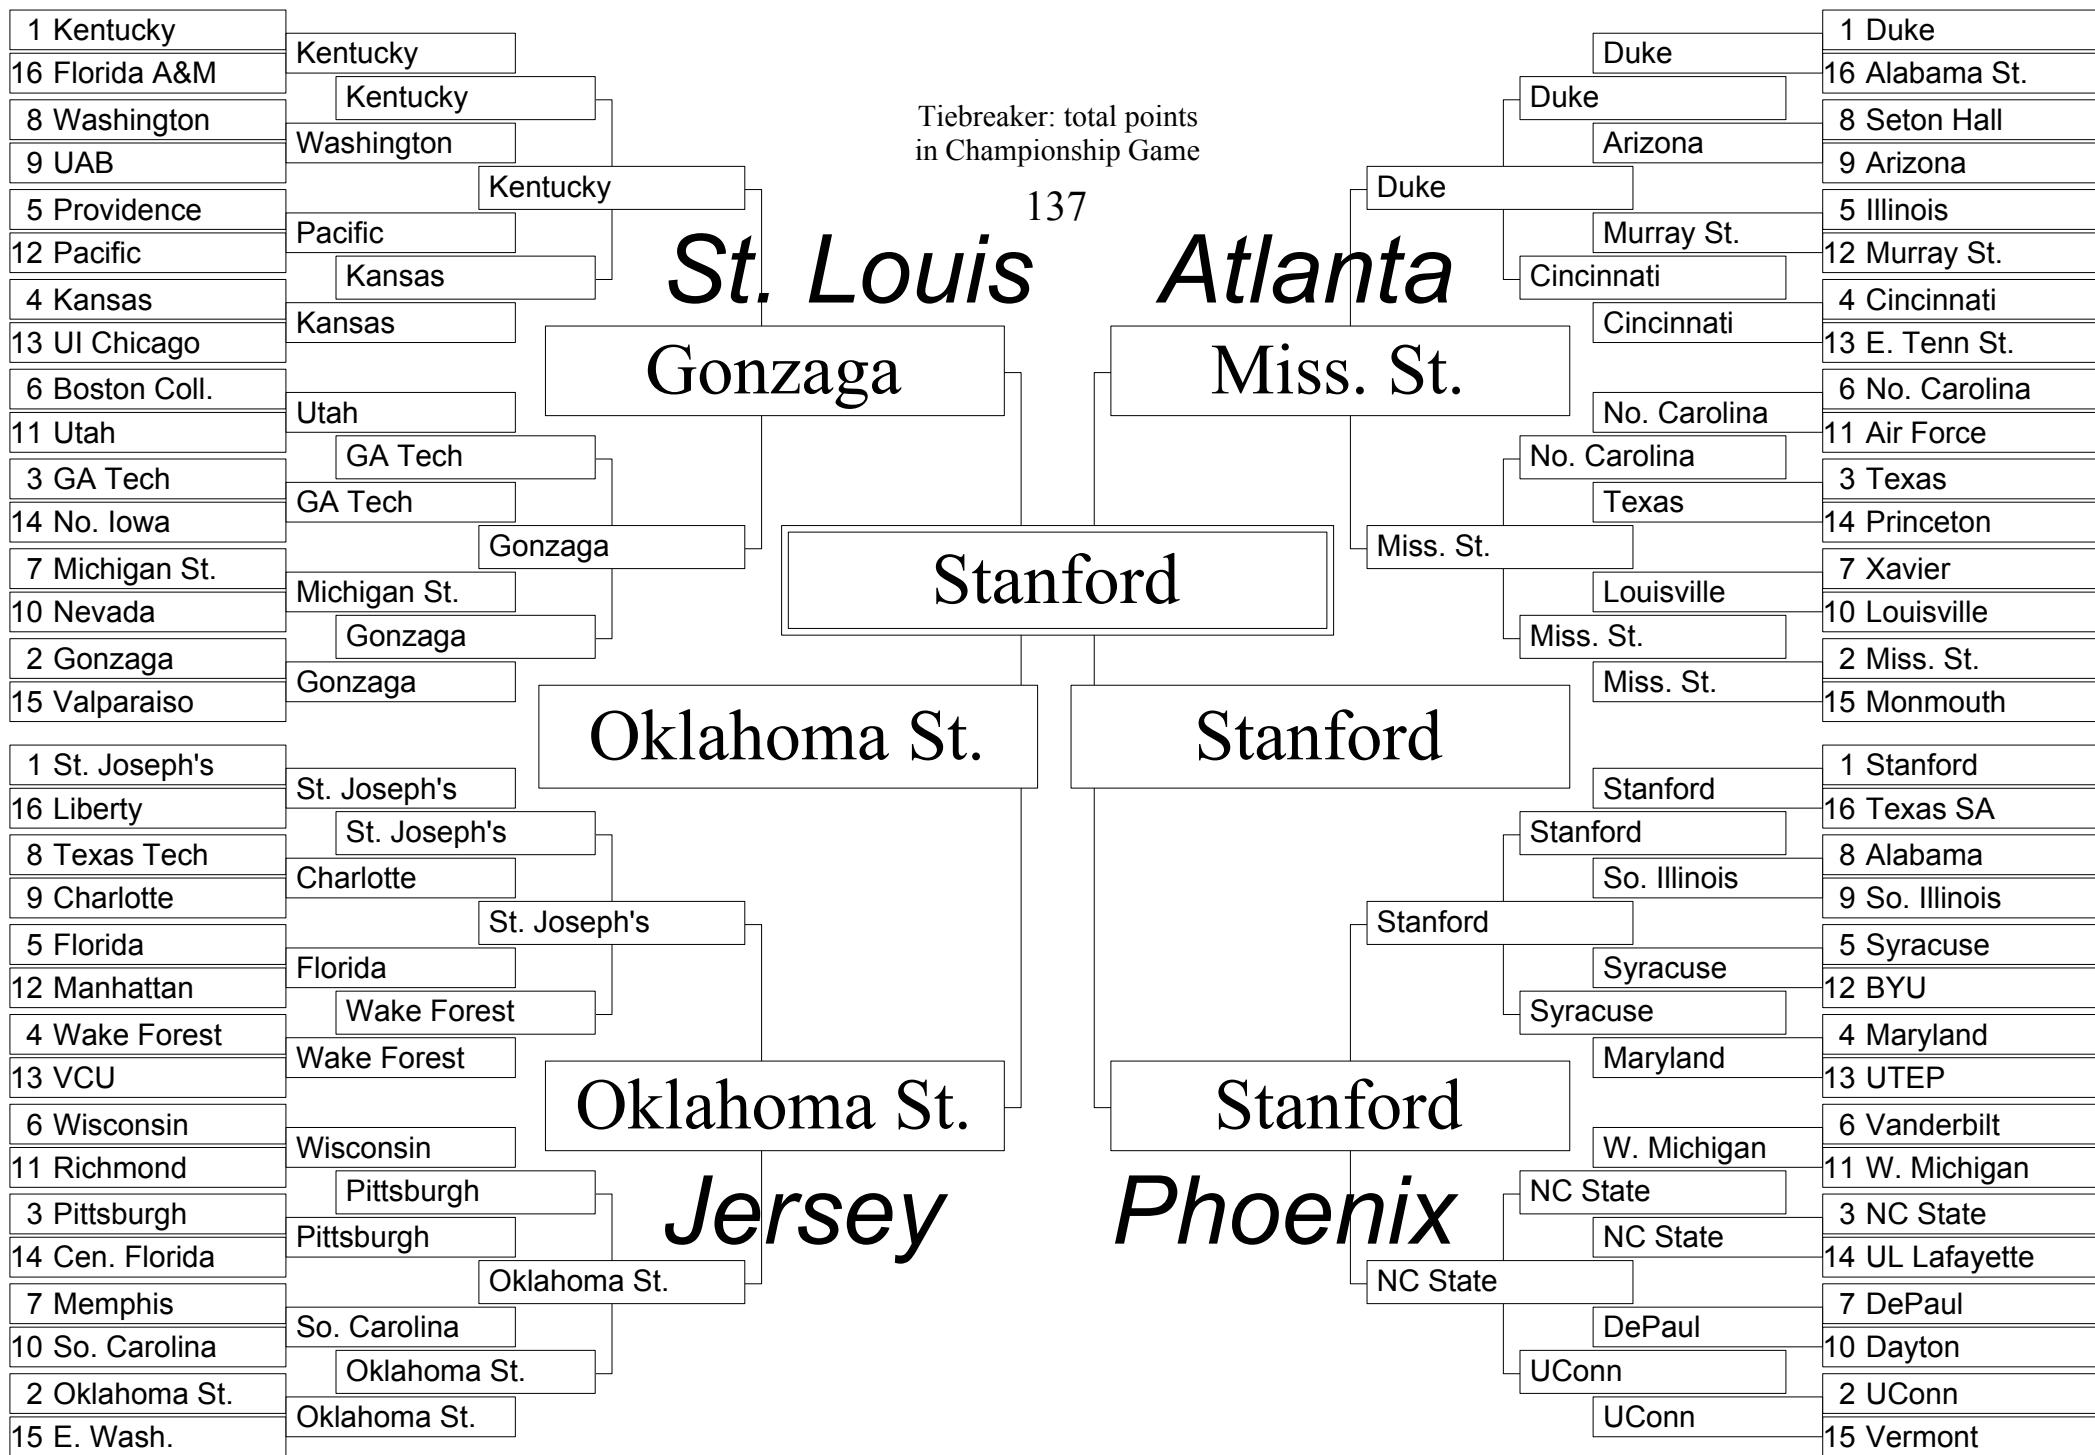 1 Kentucky
16 Florida A&M
8 Washington
9 UAB
5 Providence
12 Pacific
4 Kansas
13 UI Chicago
6 Boston Coll.
11 Utah
3 GA Tech
14 No. Iowa
7 Michigan St.
10 Nevada
2 Gonzaga
15 Valparaiso
Kentucky
Washington
Pacific
Kansas
Utah
GA Tech
Michigan St.
Gonzaga
Kentucky
Kansas
GA Tech
Gonzaga
Kentucky
Gonzaga
St. Louis
Gonzaga
1 St. Joseph's
16 Liberty
8 Texas Tech
9 Charlotte
5 Florida
12 Manhattan
4 Wake Forest
13 VCU
6 Wisconsin
11 Richmond
3 Pittsburgh
14 Cen. Florida
7 Memphis
10 So. Carolina
2 Oklahoma St.
15 E. Wash.
St. Joseph's
Charlotte
Florida
Wake Forest
Wisconsin
Pittsburgh
So. Carolina
Oklahoma St.
St. Joseph's
Wake Forest
Pittsburgh
Oklahoma St.
St. Joseph's
Oklahoma St.
Oklahoma St.
Jersey
Tiebreaker: total points
in Championship Game
137
Stanford
Oklahoma St.
Stanford
Atlanta
Miss. St.
Duke
Miss. St.
Duke
Cincinnati
No. Carolina
Miss. St.
Duke
Arizona
Murray St.
Cincinnati
No. Carolina
Texas
Louisville
Miss. St.
1 Duke
16 Alabama St.
8 Seton Hall
9 Arizona
5 Illinois
12 Murray St.
4 Cincinnati
13 E. Tenn St.
6 No. Carolina
11 Air Force
3 Texas
14 Princeton
7 Xavier
10 Louisville
2 Miss. St.
15 Monmouth
Stanford
Phoenix
Stanford
NC State
Stanford
Syracuse
NC State
UConn
Stanford
So. Illinois
Syracuse
Maryland
W. Michigan
NC State
DePaul
UConn
1 Stanford
16 Texas SA
8 Alabama
9 So. Illinois
5 Syracuse
12 BYU
4 Maryland
13 UTEP
6 Vanderbilt
11 W. Michigan
3 NC State
14 UL Lafayette
7 DePaul
10 Dayton
2 UConn
15 Vermont